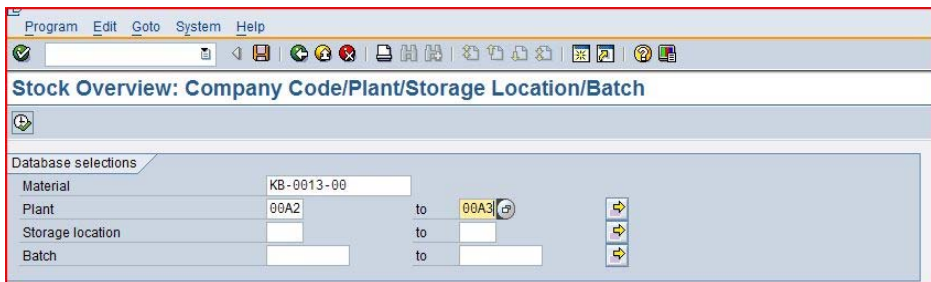 Program Edit Goto System Help
Stock Overview: Company Code/Plant/Storage Location/Batch
Database selections
Material KB-0013-00
Plant 00A2 to 00A3
Storage location to
Batch to